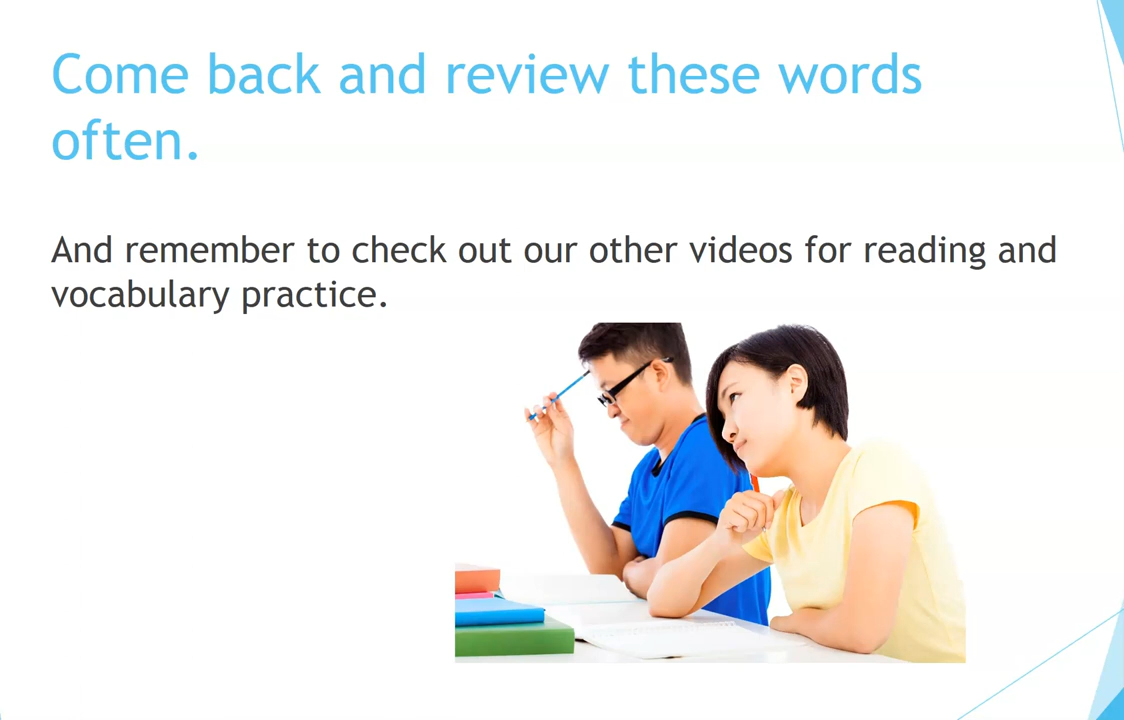 Come back and review these words
often.
And remember to check out our other videos for reading and
vocabulary practice.